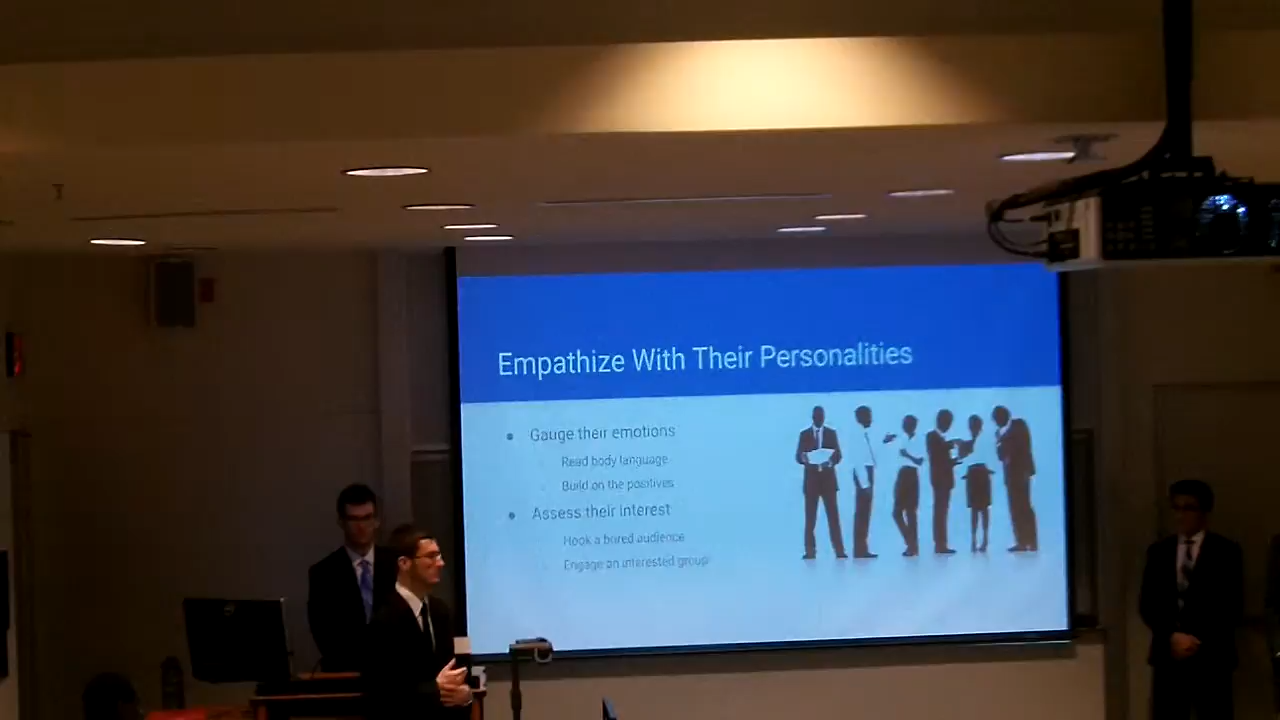 Empathize With Their Personalities
Gauge their emotions
Read body language
Build on the positives
Assess their interest
Hook a bored audience
Engage an interested group